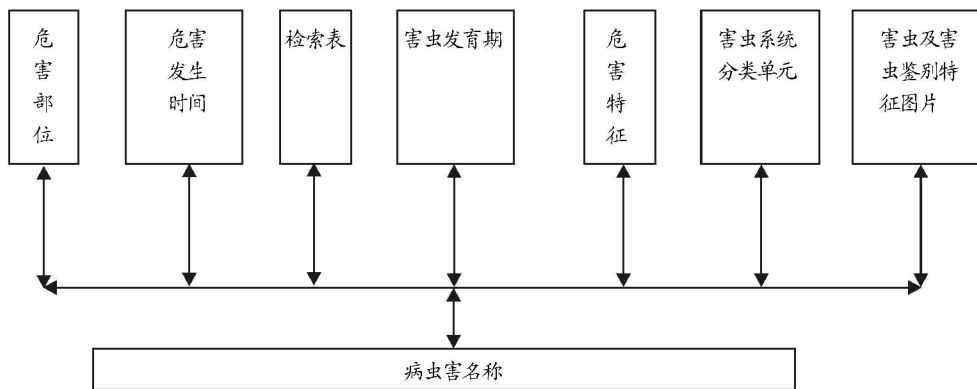 危
害
部
位
危害
发生
时间
检索表
害虫发育期
危
害
特
征
害虫系统
分类单元
害虫及害
虫鉴别特
征图片
病虫害名称